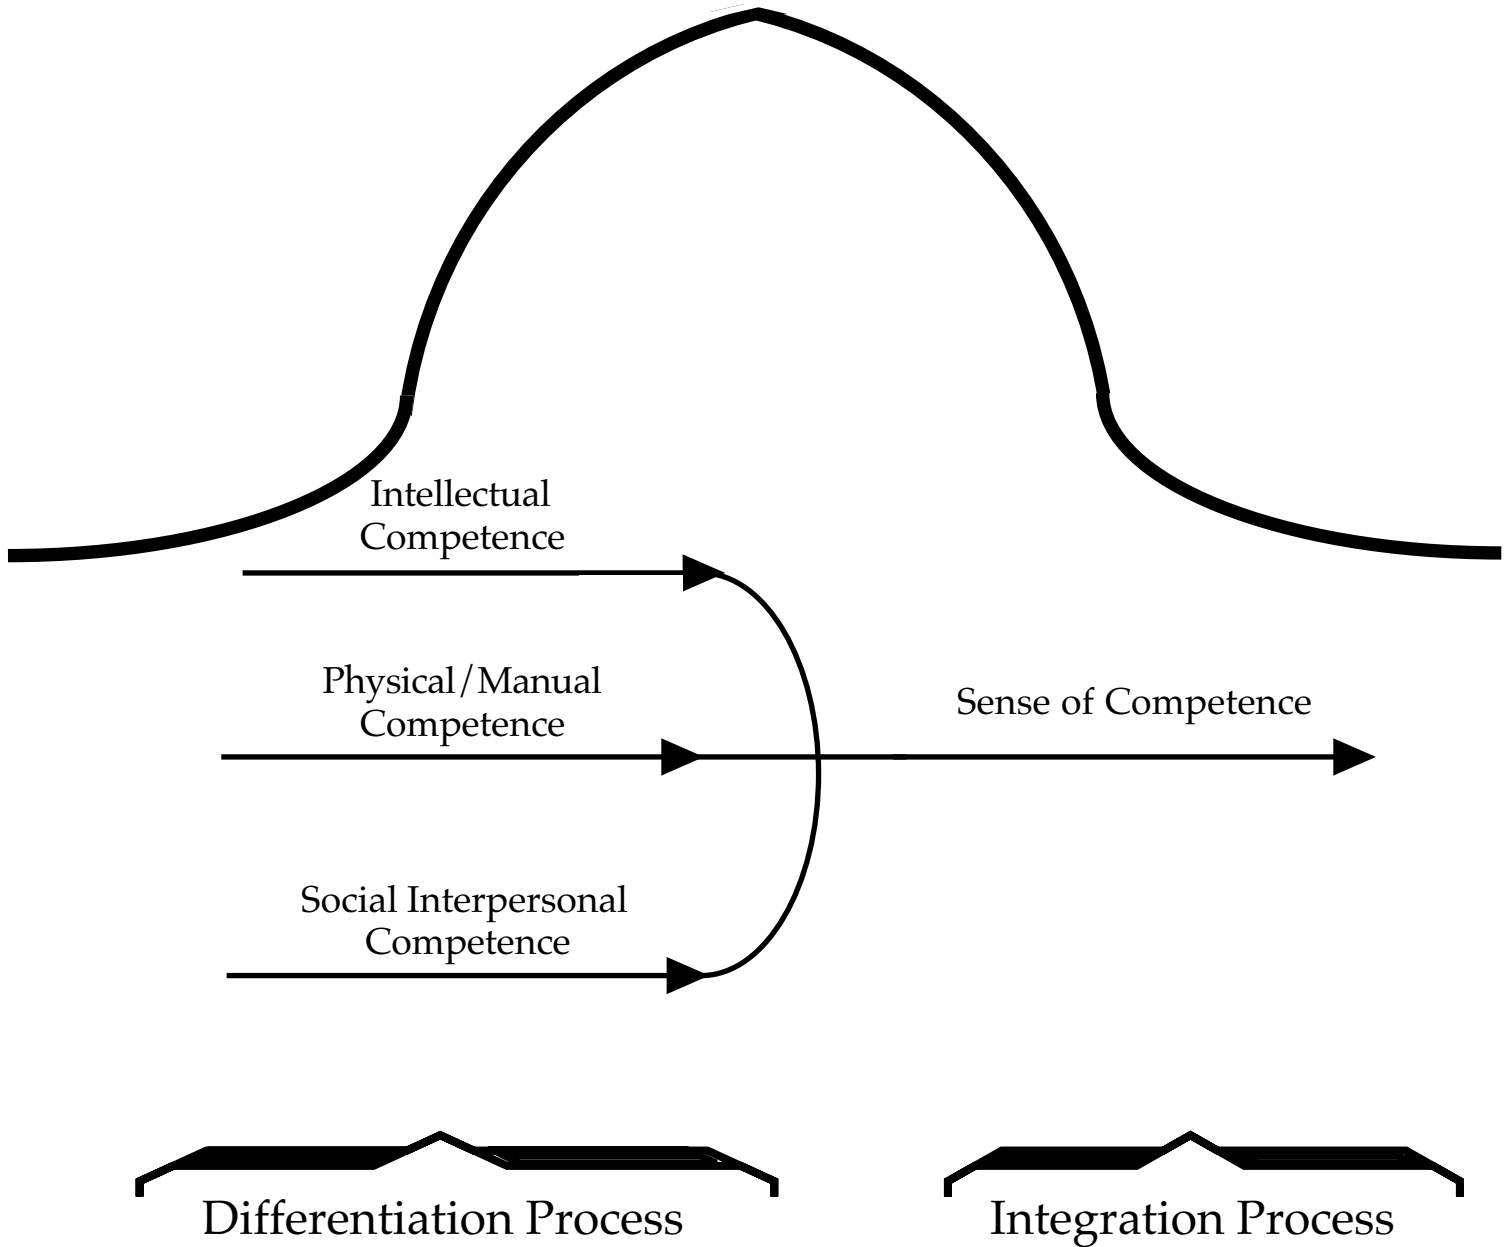 Intellectual
Competence
Physical/Manual
Competence
Sense of Competence
Social Interpersonal
Competence
Differentiation Process
Integration Process